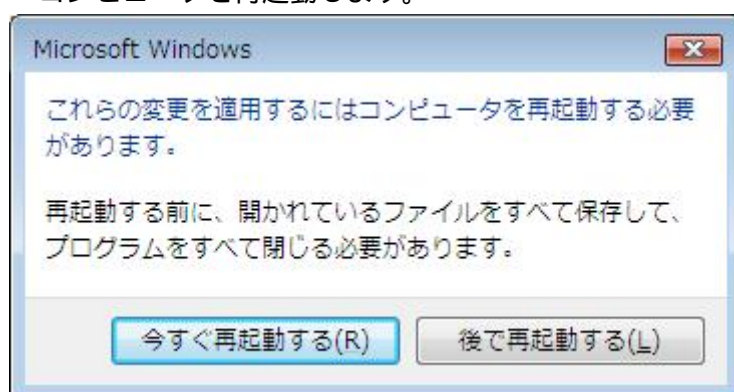 コンピュータを再起動します。
Microsoft Windows
これらの変更を適用するにはコンピュータを再起動する必要
があります。
再起動する前に、開かれているファイルをすべて保存して、
プログラムをすべて閉じる必要があります。
今すぐ再起動する(R)
後で再起動する(L)